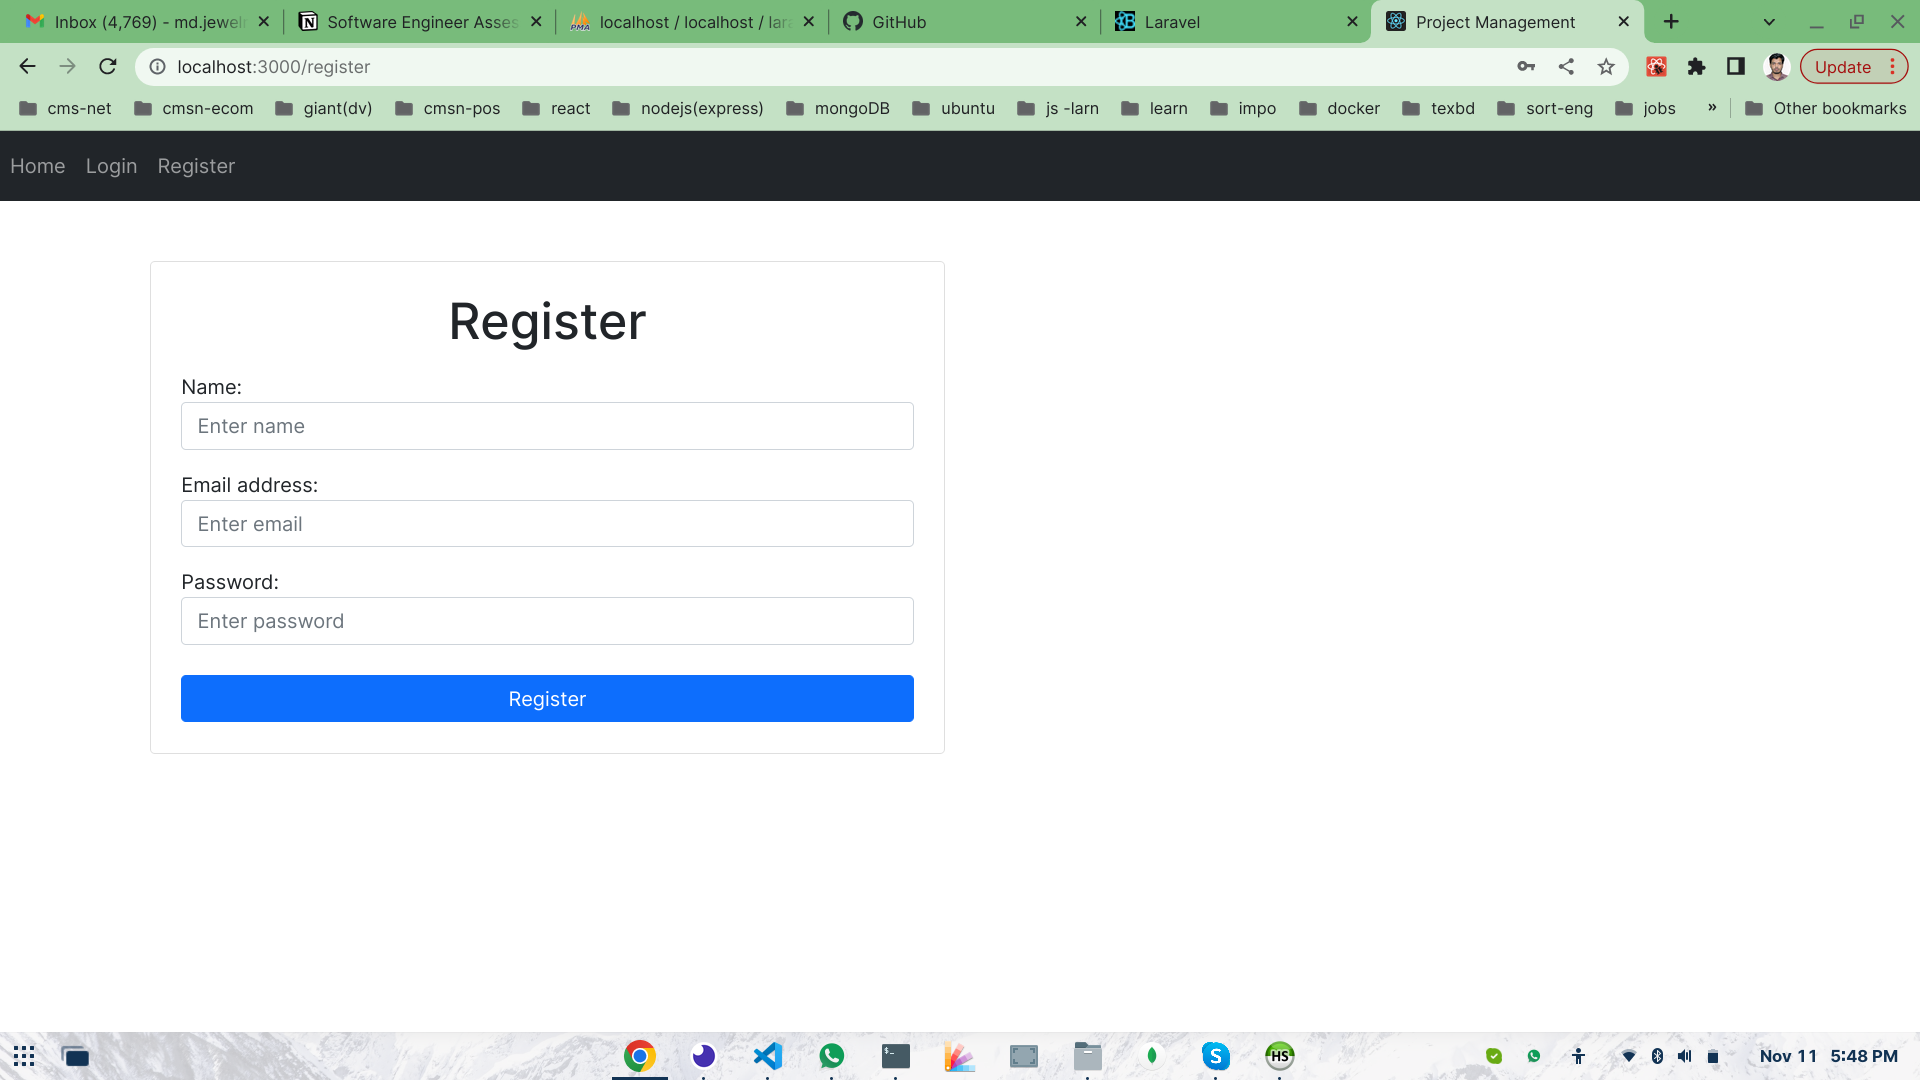 Inbox (4,769) - md.jewelr
Software Engineer Asses
localhost / localhost / lara
GitHub
Laravel
Project Management
localhost:3000/register
Update
cms-net
cmsn-ecom
giant(dv)
cmsn-pos
react
nodejs(express)
mongoDB
ubuntu
js -larn
learn
impo
docker
texbd
sort-eng
jobs
»
Other bookmarks
Home
Login
Register
Register
Name:
Enter name
Email address:
Enter email
Password:
Enter password
Register
Nov 11 5:48 PM